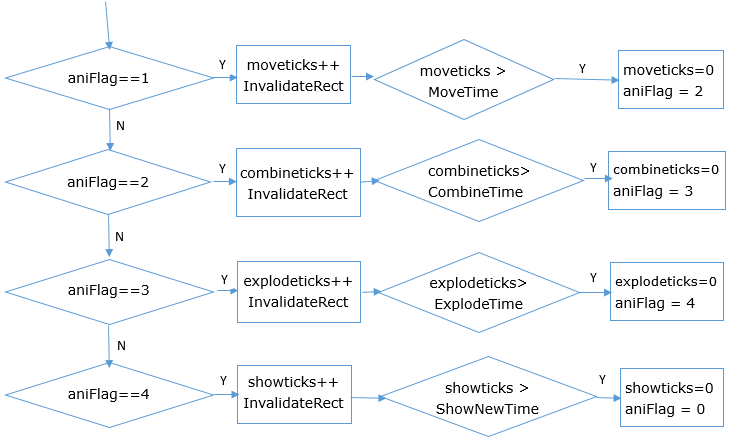 aniFlag==1
Y
moveticks++
InvalidateRect
moveticks >
MoveTime
Y
moveticks=0
aniFlag = 2
N
aniFlag==2
Y
combineticks++
InvalidateRect
combineticks>
CombineTime
Y
combineticks=0
aniFlag = 3
N
aniFlag==3
Y
explodeticks++
InvalidateRect
explodeticks>
ExplodeTime
Y
explodeticks=0
aniFlag = 4
N
aniFlag==4
Y
showticks++
InvalidateRect
showticks >
ShowNewTime
Y
showticks=0
aniFlag = 0